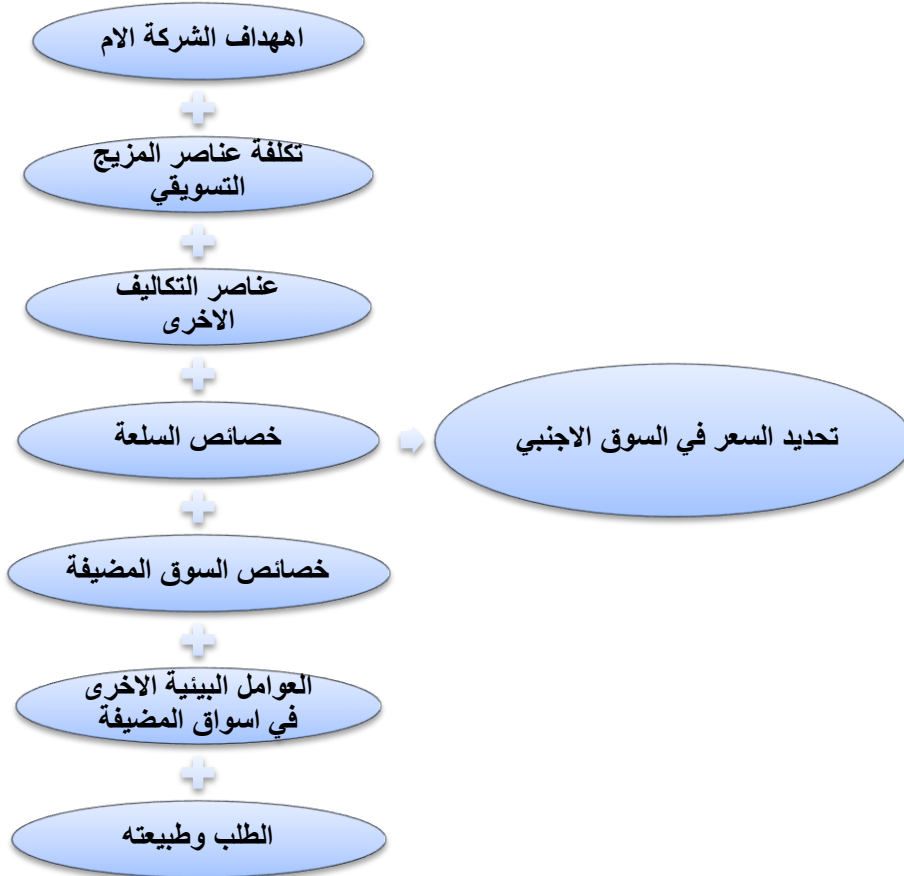 اههداف الشركة الام
تكلفة عناصر المزيج
التسويقي
عناصر التكاليف
الاخرى
خصائص السلعة
تحديد السعر في السوق الاجنبي
خصائص السوق المضيفة
العوامل البيئية الاخرى
في اسواق المضيفة
الطلب وطبيعته